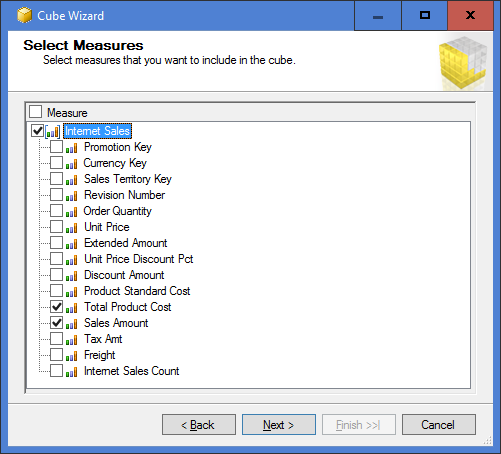 Cube Wizard
Select Measures
Select measures that you want to include in the cube.
Measure
Internet Sales
Promotion Key
Currency Key
Sales Territory Key
Revision Number
Order Quantity
Unit Price
Extended Amount
Unit Price Discount Pct
Discount Amount
Product Standard Cost
Total Product Cost
Sales Amount
Tax Amt
Freight
Internet Sales Count
< Back Next > Finish >>| Cancel